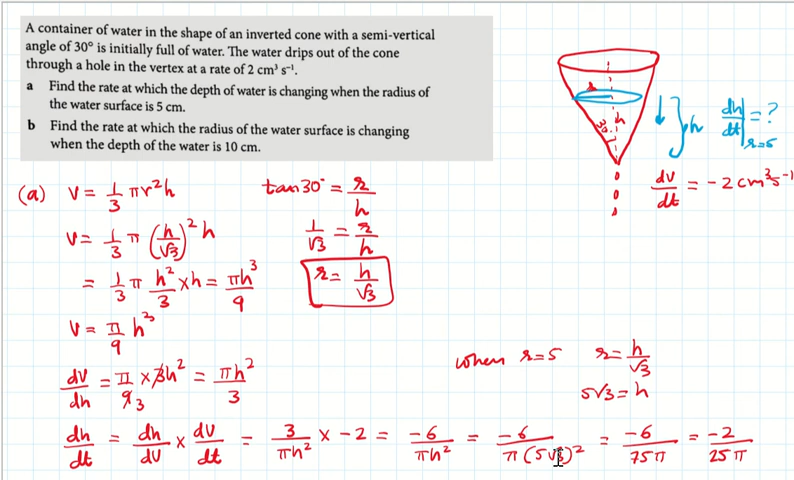 A container of water in the shape of an inverted cone with a semi-vertical
angle of 30° is initially full of water. The water drips out of the cone
through a hole in the vertex at a rate of 2 cm³ s⁻¹.
a Find the rate at which the depth of water is changing when the radius of
the water surface is 5 cm.
b Find the rate at which the radius of the water surface is changing
when the depth of the water is 10 cm.
r
h
30°
h
dh/dt|r=5 = ?
dV/dt = -2 cm³s⁻¹
(a) V = 1/3 πr²h
tan30° = r/h
V = 1/3 π (h/√3)² h
1/√3 = r/h
= 1/3 π h²/3 × h = πh³/9
r = h/√3
V = π/9 h³
when r=5 r = h/√3
5√3 = h
dV/dh = π/9 3 × 3h² = πh²/3
dh/dt = dh/dV × dV/dt = 3/πh² × -2 = -6/πh² = -6/π(5√3)² = -6/75π = -2/25π